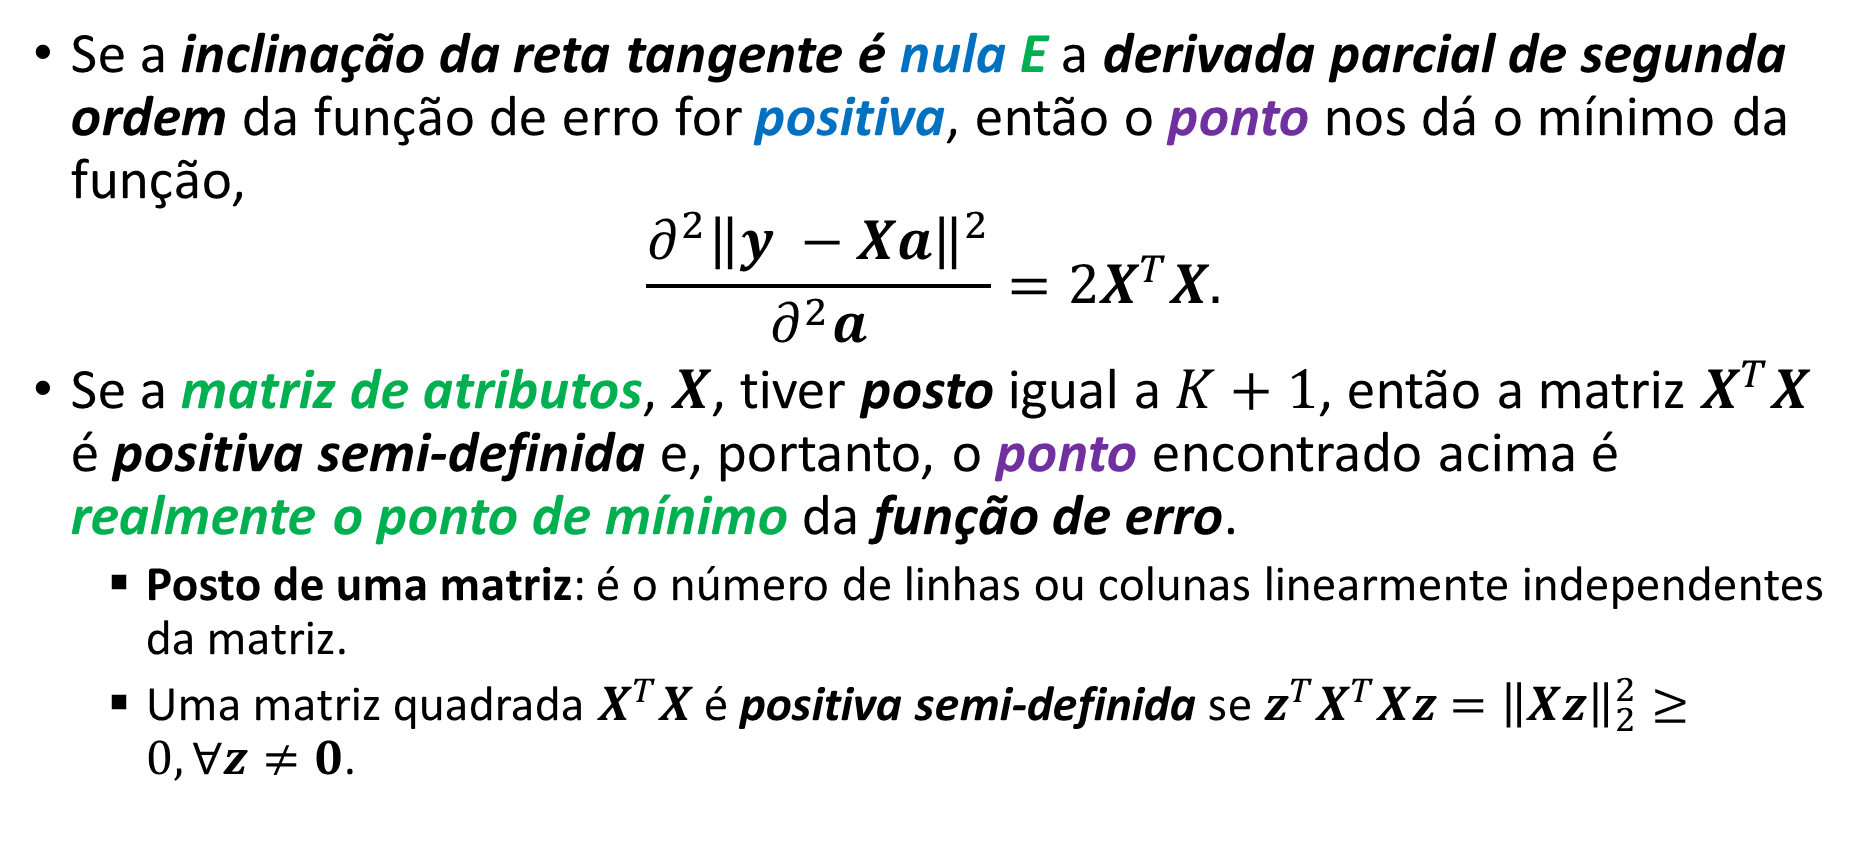 • Se a inclinação da reta tangente é nula E a derivada parcial de segunda
ordem da função de erro for positiva, então o ponto nos dá o mínimo da
função,
∂²‖y − Xa‖² / ∂²a = 2XᵀX.
• Se a matriz de atributos, X, tiver posto igual a K + 1, então a matriz XᵀX
é positiva semi-definida e, portanto, o ponto encontrado acima é
realmente o ponto de mínimo da função de erro.
▪ Posto de uma matriz: é o número de linhas ou colunas linearmente independentes
da matriz.
▪ Uma matriz quadrada XᵀX é positiva semi-definida se zᵀXᵀXz = ‖Xz‖₂² ≥
0, ∀z ≠ 0.